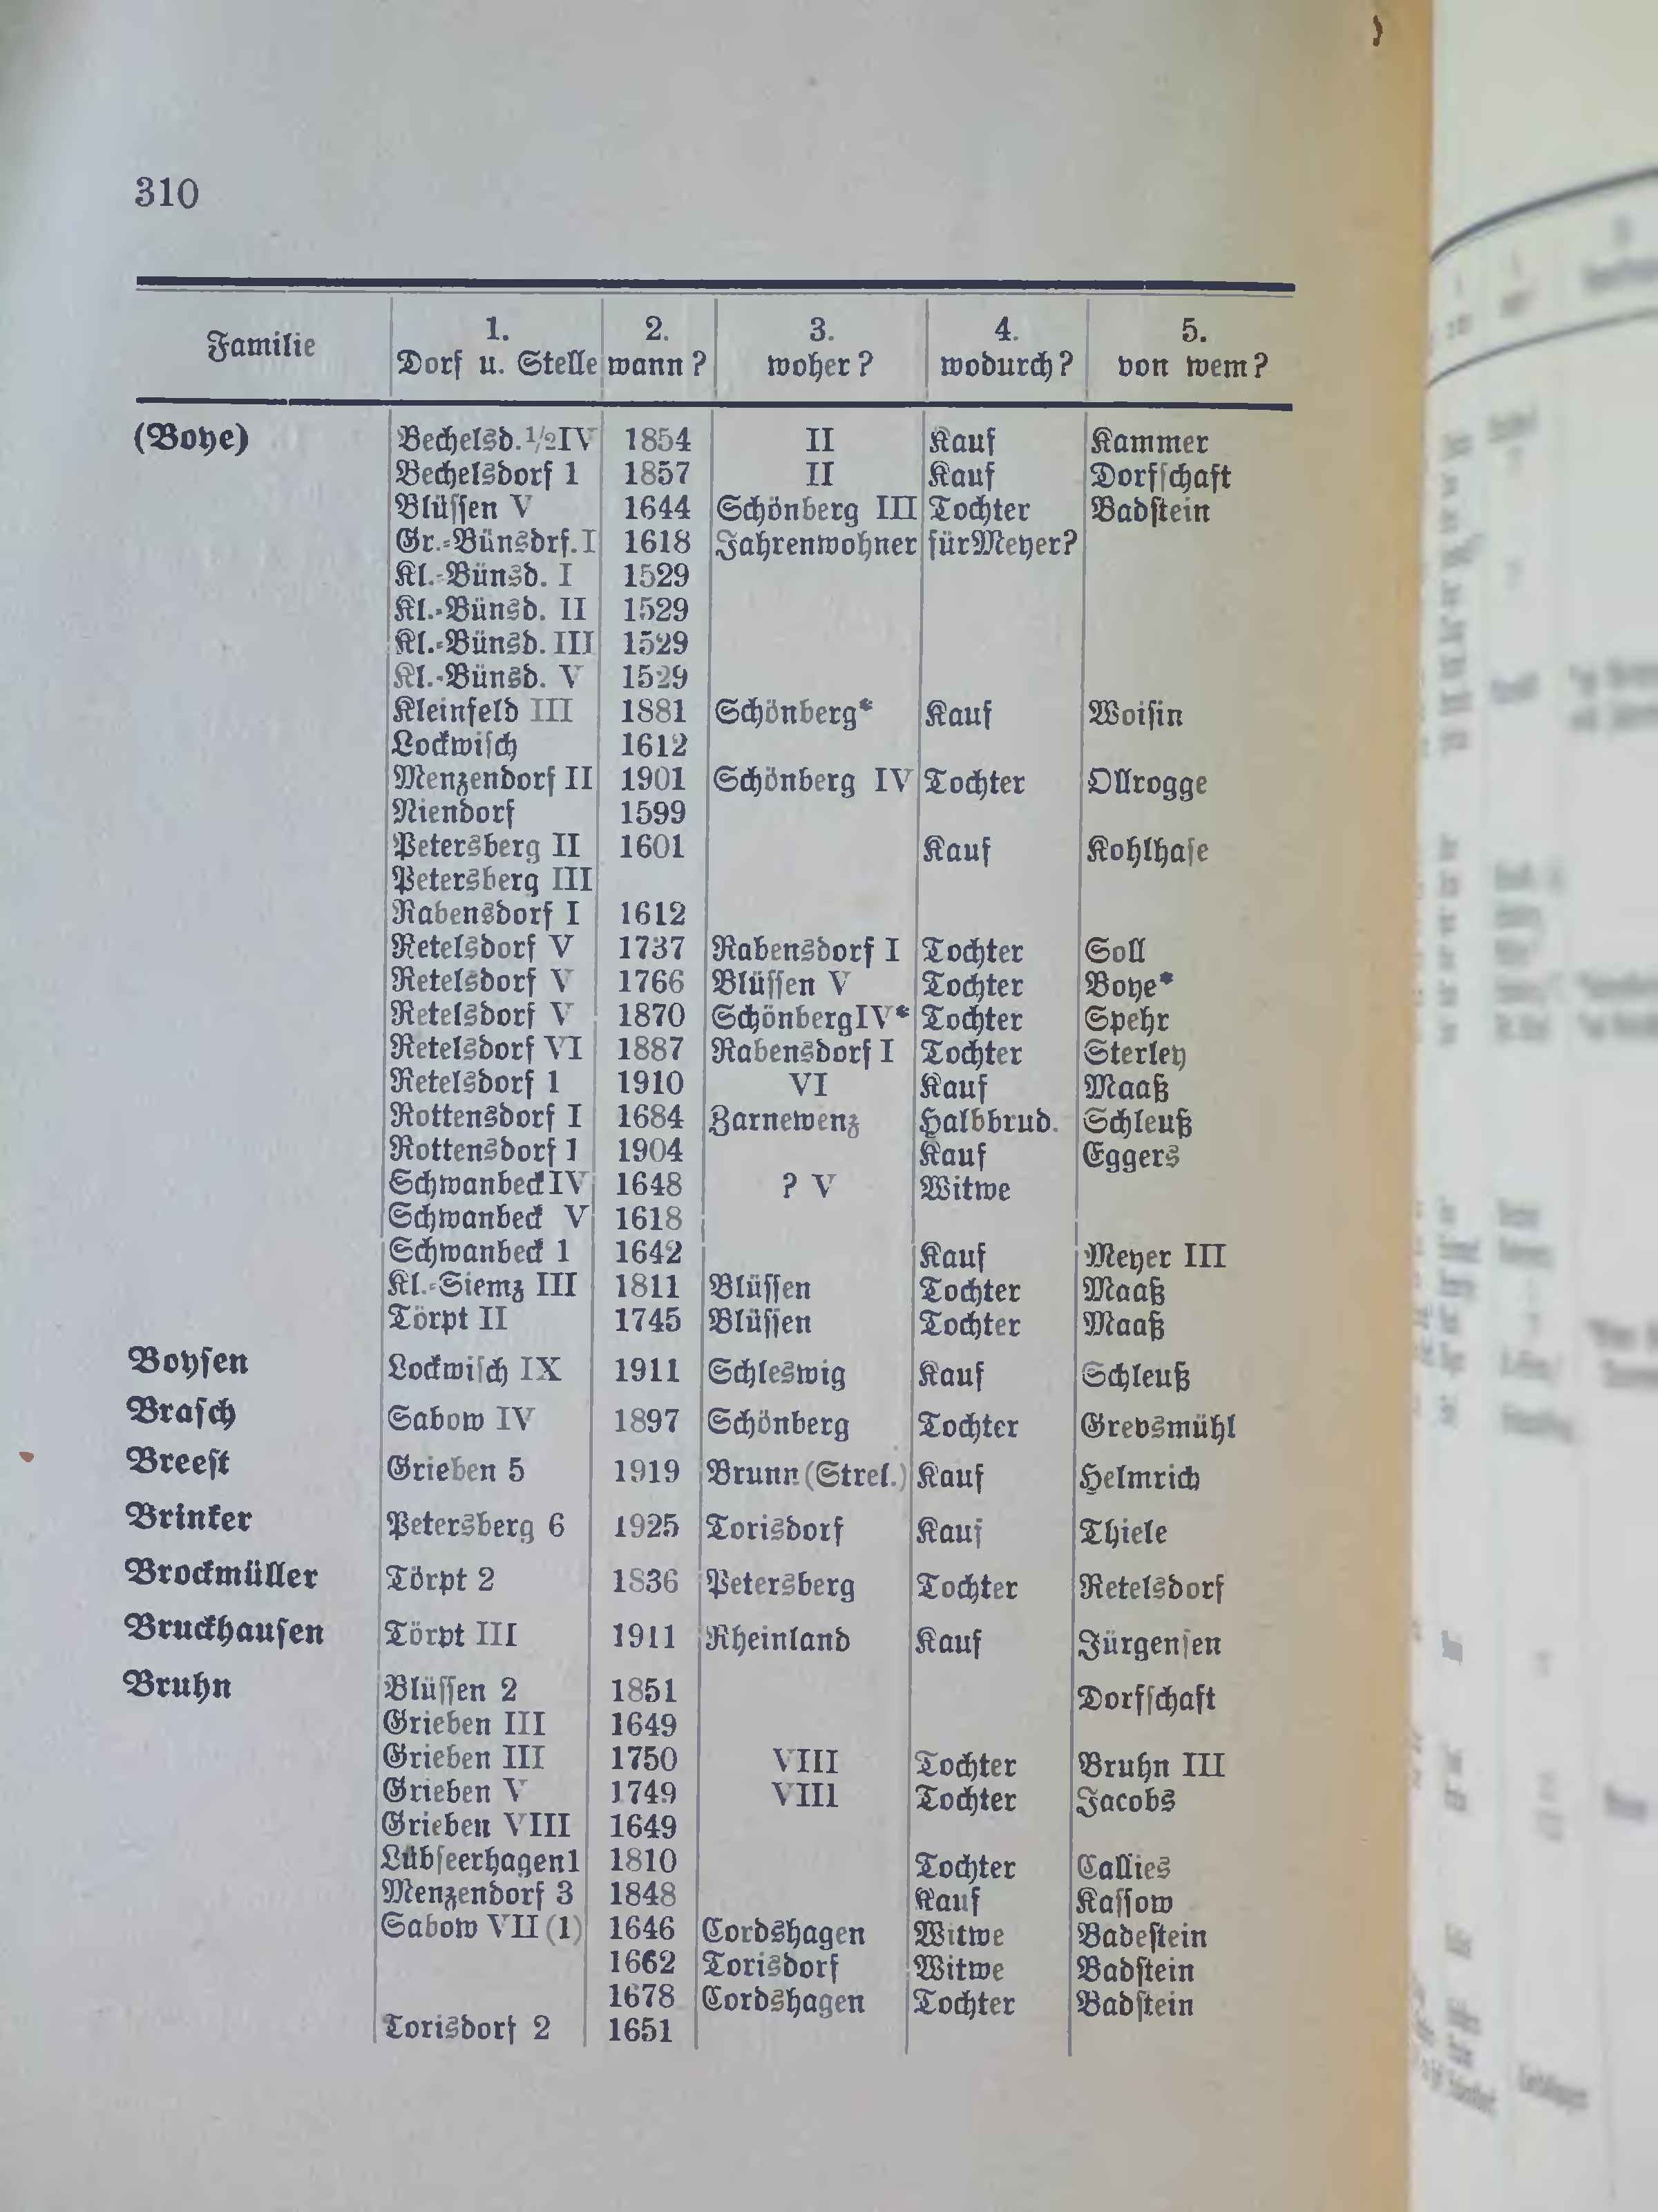 310
Familie 1. Dorf u. Stelle 2. wann? 3. woher? 4. wodurch? 5. von wem?
(Boye) Bechelsd. ½IV 1854 II Kauf Kammer
Bechelsdorf 1 1857 II Kauf Dorfschaft
Blüssen V 1644 Schönberg III Tochter Badstein
Gr.-Bünsdrf. I 1618 Jahrenwohner für Meyer?
Kl.-Bünsd. I 1529
Kl.-Bünsd. II 1529
Kl.-Bünsd. III 1529
Kl.-Bünsd. V 1529
Kleinfeld III 1881 Schönberg* Kauf Woisin
Lockwisch 1612
Menzendorf II 1901 Schönberg IV Tochter Ollrogge
Niendorf 1599
Petersberg II 1601 Kauf Kohlhase
Petersberg III
Rabensdorf I 1612
Retelsdorf V 1737 Rabensdorf I Tochter Soll
Retelsdorf V 1766 Blüssen V Tochter Boye*
Retelsdorf V 1870 Schönberg IV* Tochter Spehr
Retelsdorf VI 1887 Rabensdorf I Tochter Sterley
Retelsdorf 1 1910 VI Kauf Maaß
Rottensdorf I 1684 Zarnewenz Halbbrud. Schleuß
Rottensdorf 1 1904 Kauf Eggers
Schwanbeck IV 1648 ? V Witwe
Schwanbeck V 1618
Schwanbeck 1 1642 Kauf Meyer III
Kl.-Siemz III 1811 Blüssen Tochter Maaß
Törpt II 1745 Blüssen Tochter Maaß
Boysen Lockwisch IX 1911 Schleswig Kauf Schleuß
Brasch Sabow IV 1897 Schönberg Tochter Grevsmühl
Breest Grieben 5 1919 Brunn (Strel.) Kauf Helmrich
Brinker Petersberg 6 1925 Torisdorf Kauf Thiele
Brockmüller Törpt 2 1836 Petersberg Tochter Retelsdorf
Bruckhausen Törpt III 1911 Rheinland Kauf Jürgensen
Bruhn Blüssen 2 1851 Dorfschaft
Grieben III 1649
Grieben III 1750 VIII Tochter Bruhn III
Grieben V 1749 VIII Tochter Jacobs
Grieben VIII 1649
Lübseerhagen 1 1810 Tochter Callies
Menzendorf 3 1848 Kauf Kassow
Sabow VII (1) 1646 Cordshagen Witwe Badestein
1662 Torisdorf Witwe Badstein
1678 Cordshagen Tochter Badstein
Torisdorf 2 1651